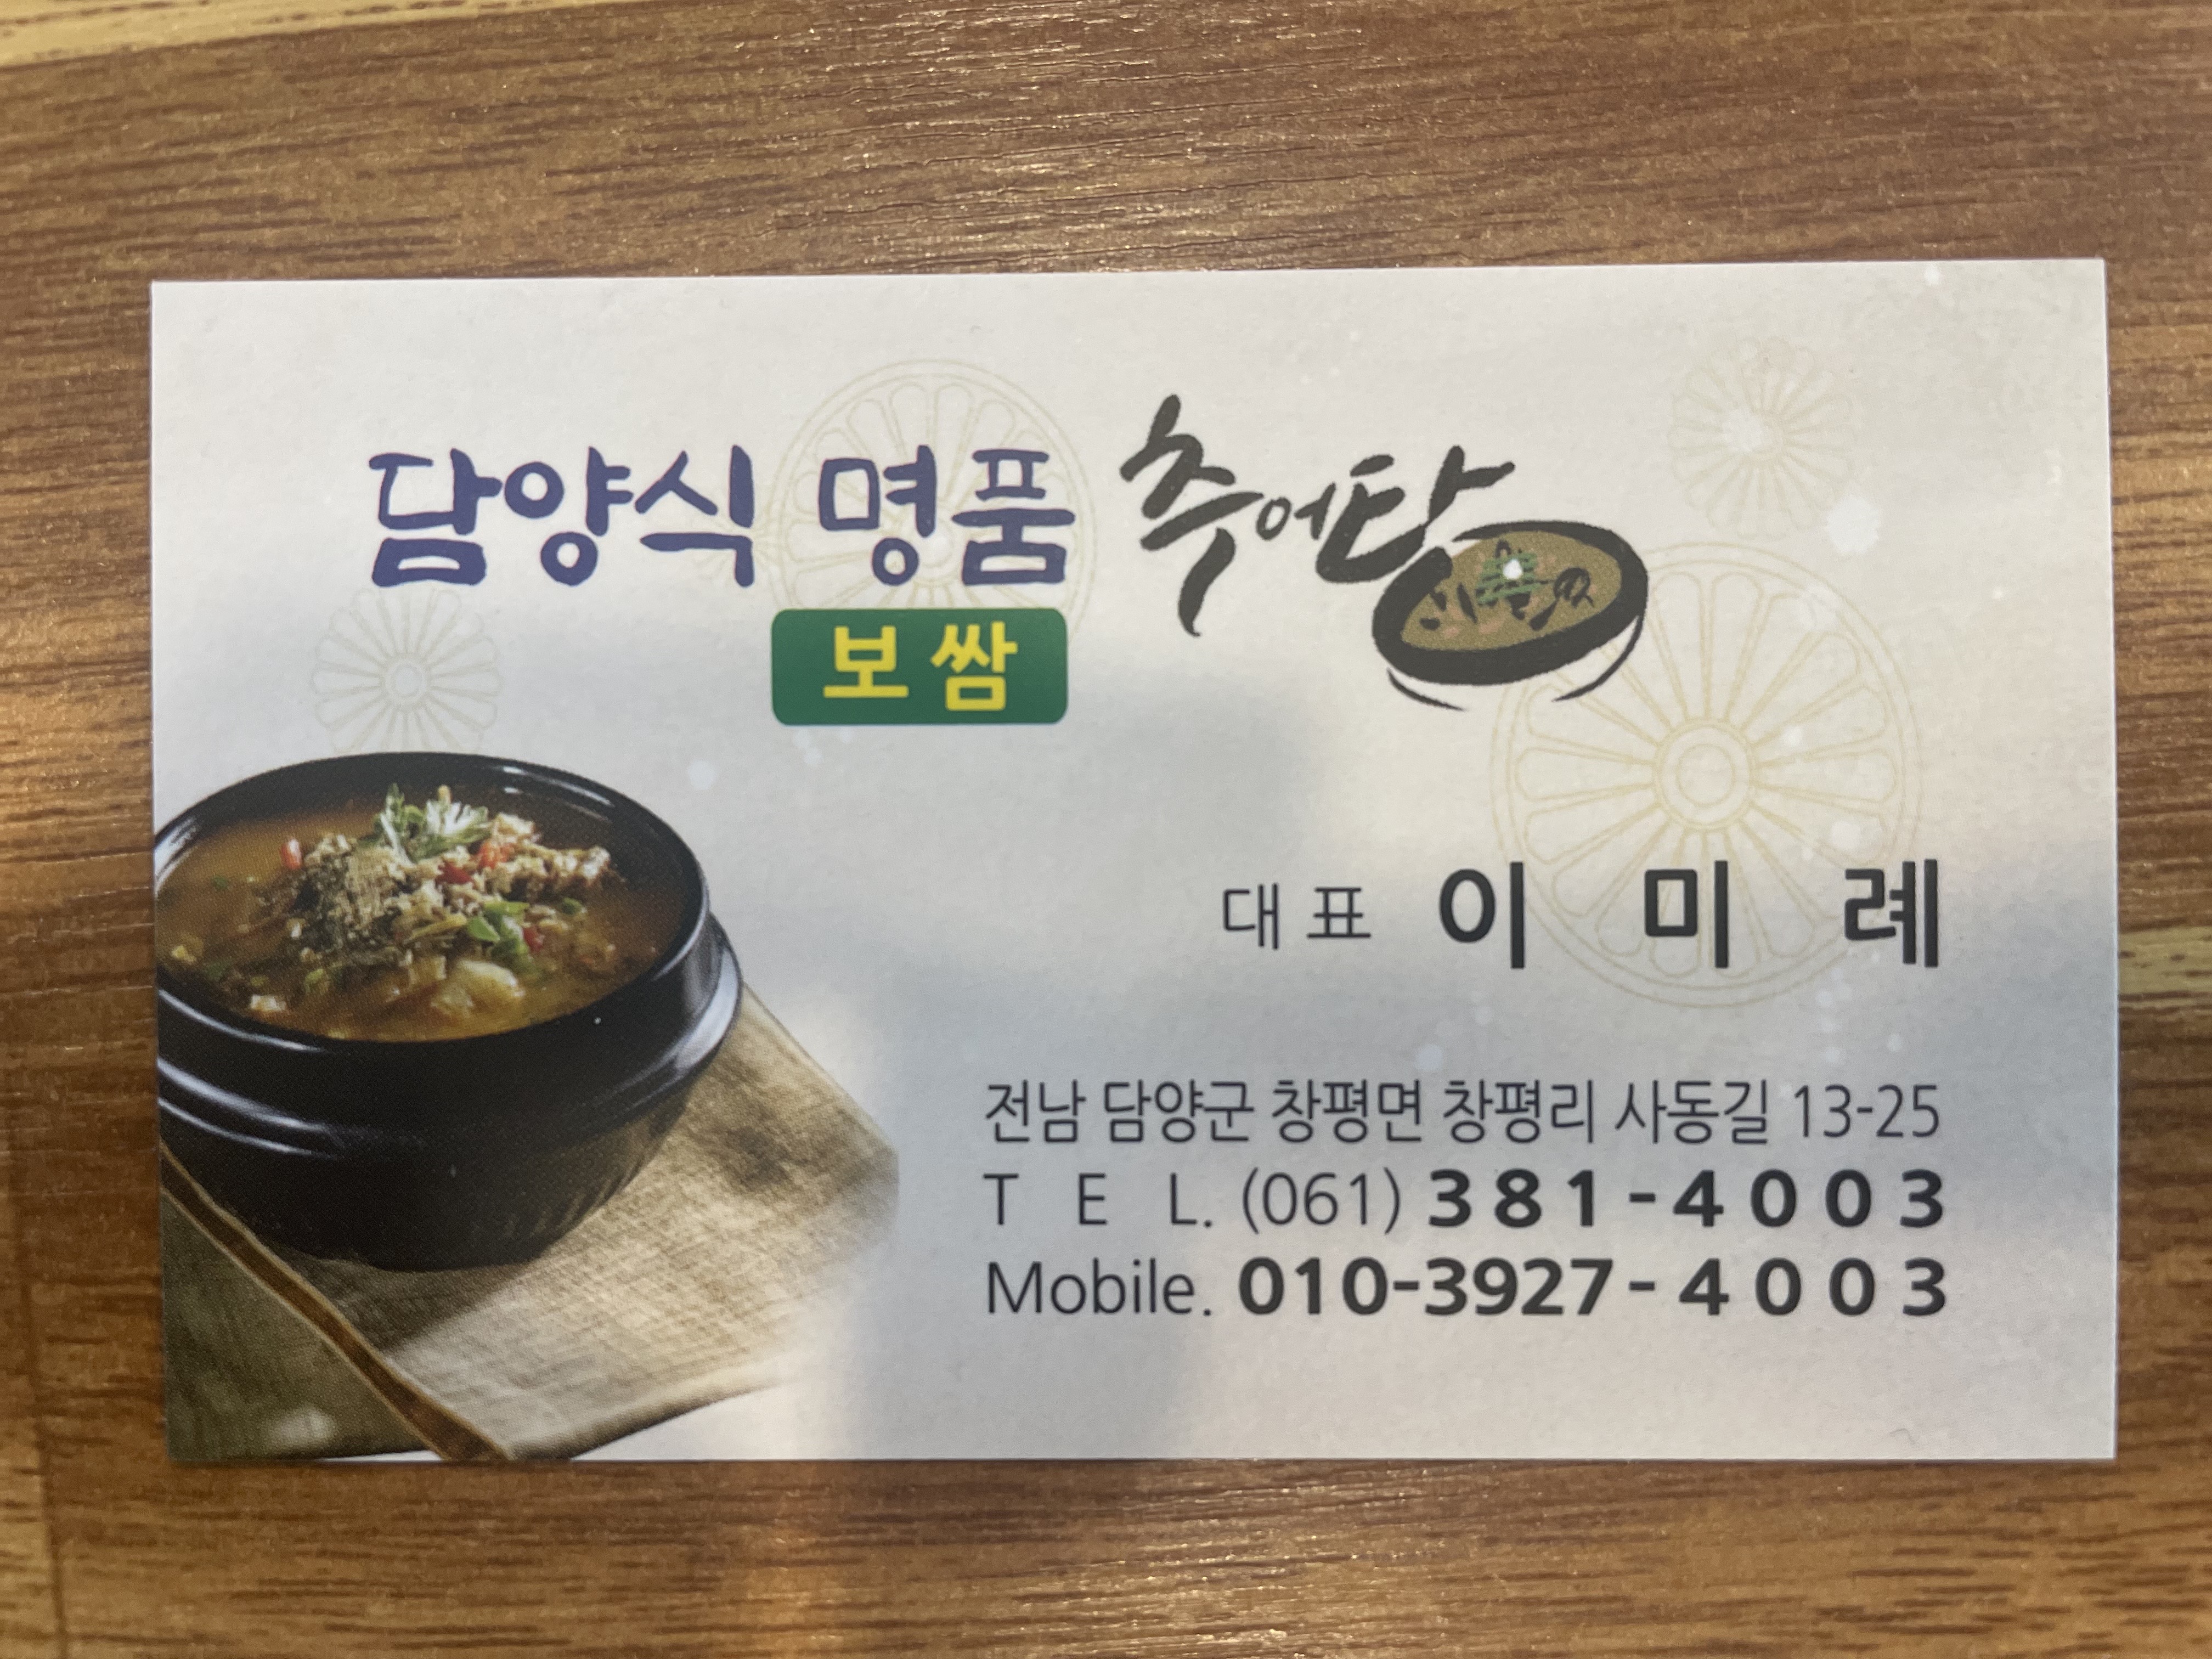 담양식 명품 추어탕
보쌈
대표 이미례
전남 담양군 창평면 창평리 사동길 13-25
TEL. (061) 381-4003
Mobile. 010-3927-4003